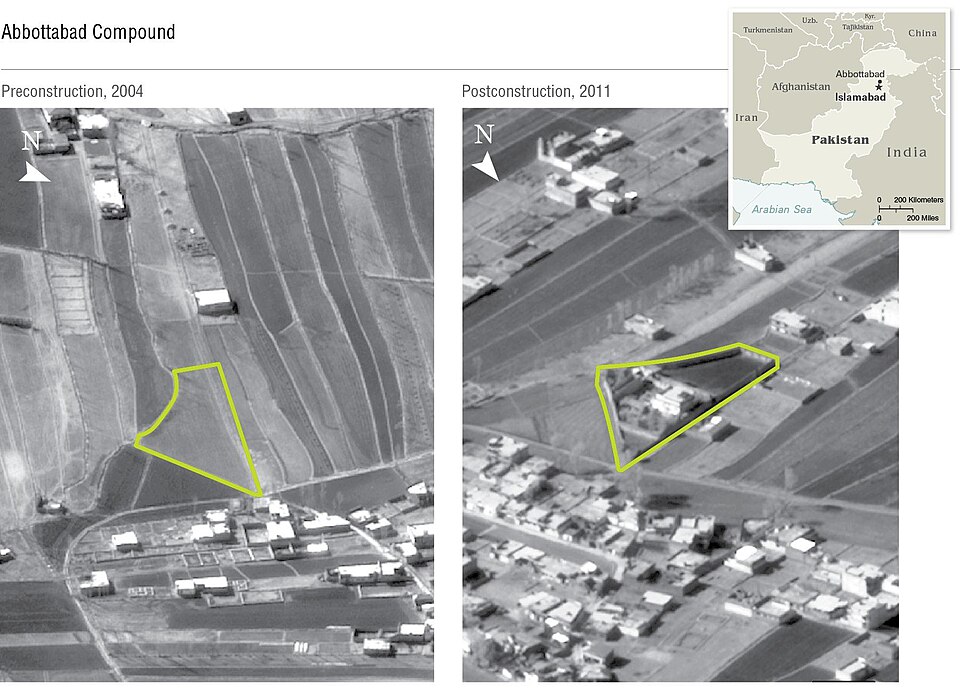 Abbottabad Compound
Preconstruction, 2004
Postconstruction, 2011
N
N
Uzb.
Kyr.
Turkmenistan
Tajikistan
China
Abbottabad
Afghanistan
Islamabad
Iran
Pakistan
India
Arabian Sea
0 200 Kilometers
0 200 Miles